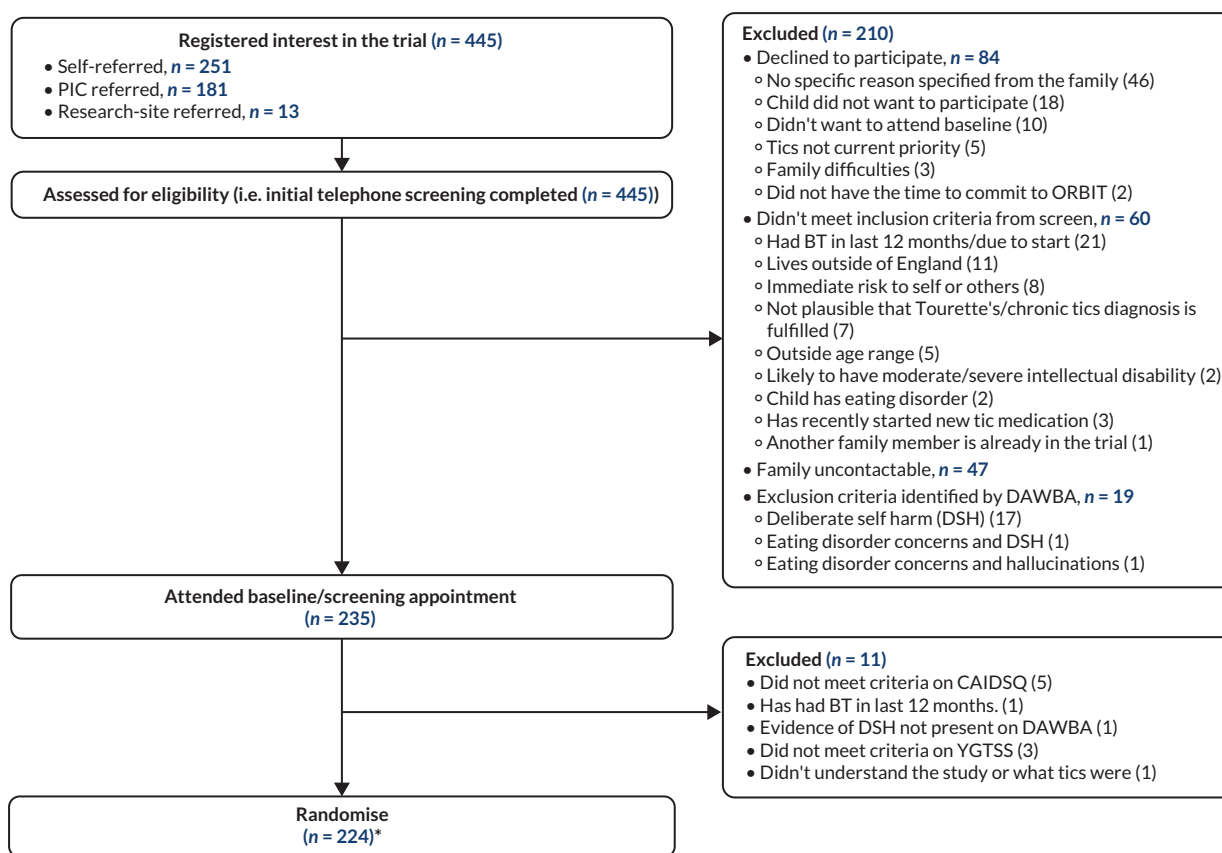 Registered interest in the trial (n = 445)
• Self-referred, n = 251
• PIC referred, n = 181
• Research-site referred, n = 13
Assessed for eligibility (i.e. initial telephone screening completed (n = 445))
Excluded (n = 210)
• Declined to participate, n = 84
∘ No specific reason specified from the family (46)
∘ Child did not want to participate (18)
∘ Didn't want to attend baseline (10)
∘ Tics not current priority (5)
∘ Family difficulties (3)
∘ Did not have the time to commit to ORBIT (2)
• Didn't meet inclusion criteria from screen, n = 60
∘ Had BT in last 12 months/due to start (21)
∘ Lives outside of England (11)
∘ Immediate risk to self or others (8)
∘ Not plausible that Tourette's/chronic tics diagnosis is
fulfilled (7)
∘ Outside age range (5)
∘ Likely to have moderate/severe intellectual disability (2)
∘ Child has eating disorder (2)
∘ Has recently started new tic medication (3)
∘ Another family member is already in the trial (1)
• Family uncontactable, n = 47
• Exclusion criteria identified by DAWBA, n = 19
∘ Deliberate self harm (DSH) (17)
∘ Eating disorder concerns and DSH (1)
∘ Eating disorder concerns and hallucinations (1)
Attended baseline/screening appointment
(n = 235)
Excluded (n = 11)
• Did not meet criteria on CAIDSQ (5)
• Has had BT in last 12 months. (1)
• Evidence of DSH not present on DAWBA (1)
• Did not meet criteria on YGTSS (3)
• Didn't understand the study or what tics were (1)
Randomise
(n = 224)*